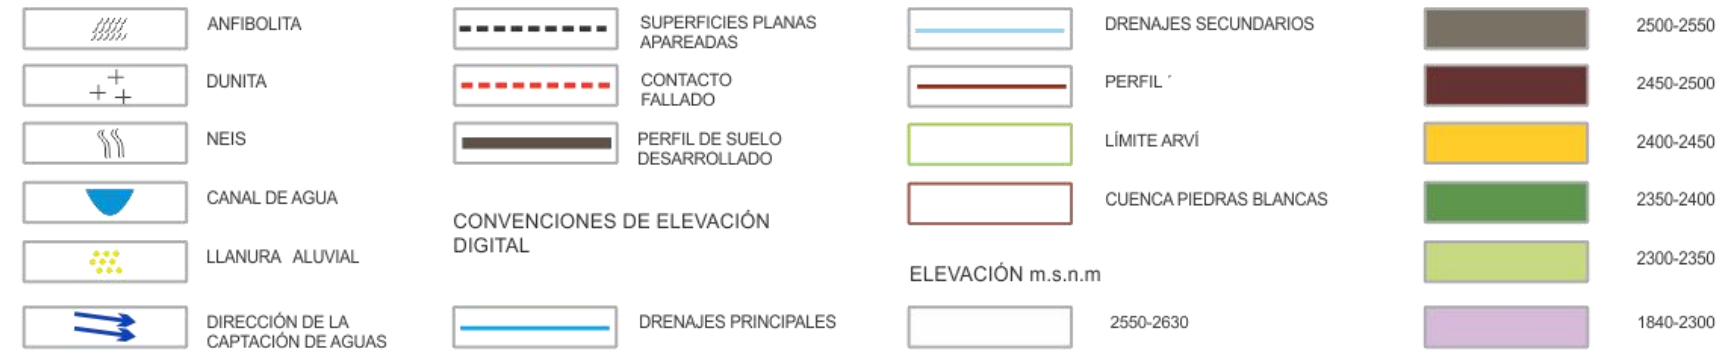 ANFIBOLITA
DUNITA
NEIS
CANAL DE AGUA
LLANURA ALUVIAL
DIRECCIÓN DE LA
CAPTACIÓN DE AGUAS
SUPERFICIES PLANAS
APAREADAS
CONTACTO
FALLADO
PERFIL DE SUELO
DESARROLLADO
CONVENCIONES DE ELEVACIÓN
DIGITAL
DRENAJES PRINCIPALES
DRENAJES SECUNDARIOS
PERFIL ´
LÍMITE ARVÍ
CUENCA PIEDRAS BLANCAS
ELEVACIÓN m.s.n.m
2550-2630
2500-2550
2450-2500
2400-2450
2350-2400
2300-2350
1840-2300